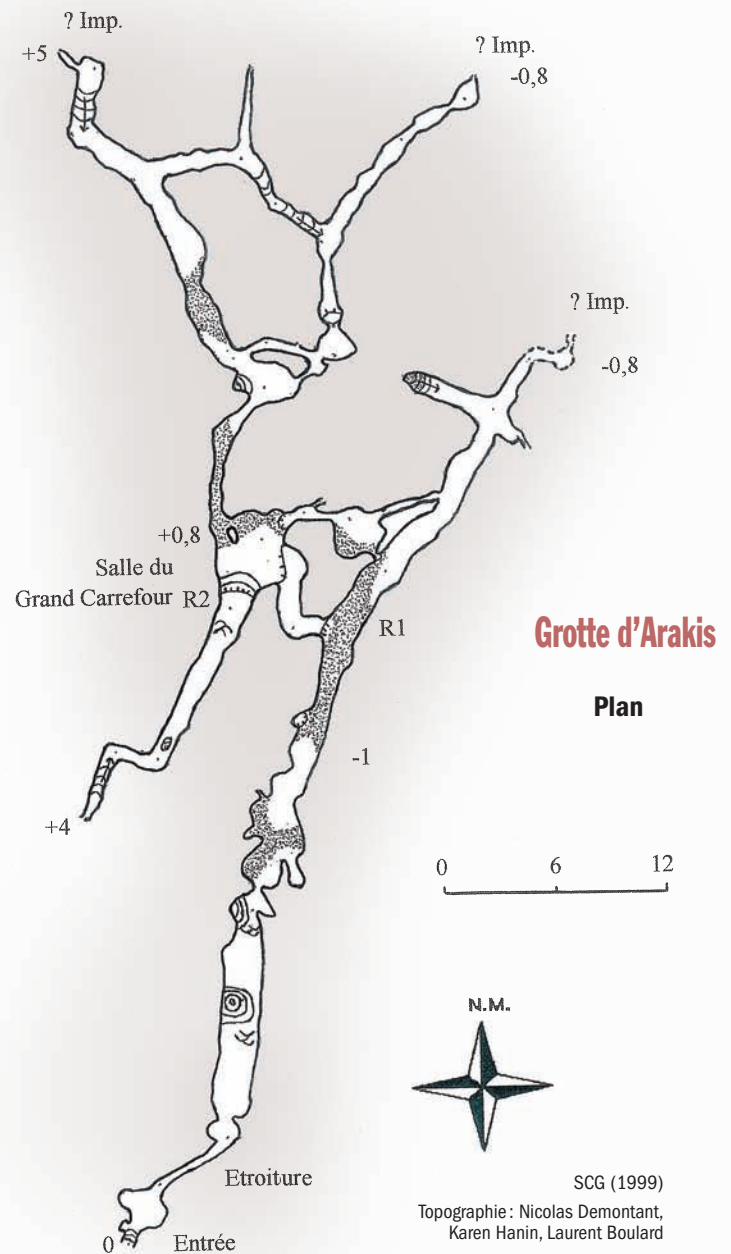 ? Imp.
+5
? Imp.
-0,8
? Imp.
-0,8
+0,8
Salle du
Grand Carrefour
R2
R1
Grotte d'Arakis
Plan
-1
+4
0 6 12
N.M.
Etroiture
SCG (1999)
Topographie : Nicolas Demontant,
Karen Hanin, Laurent Boulard
0
Entrée